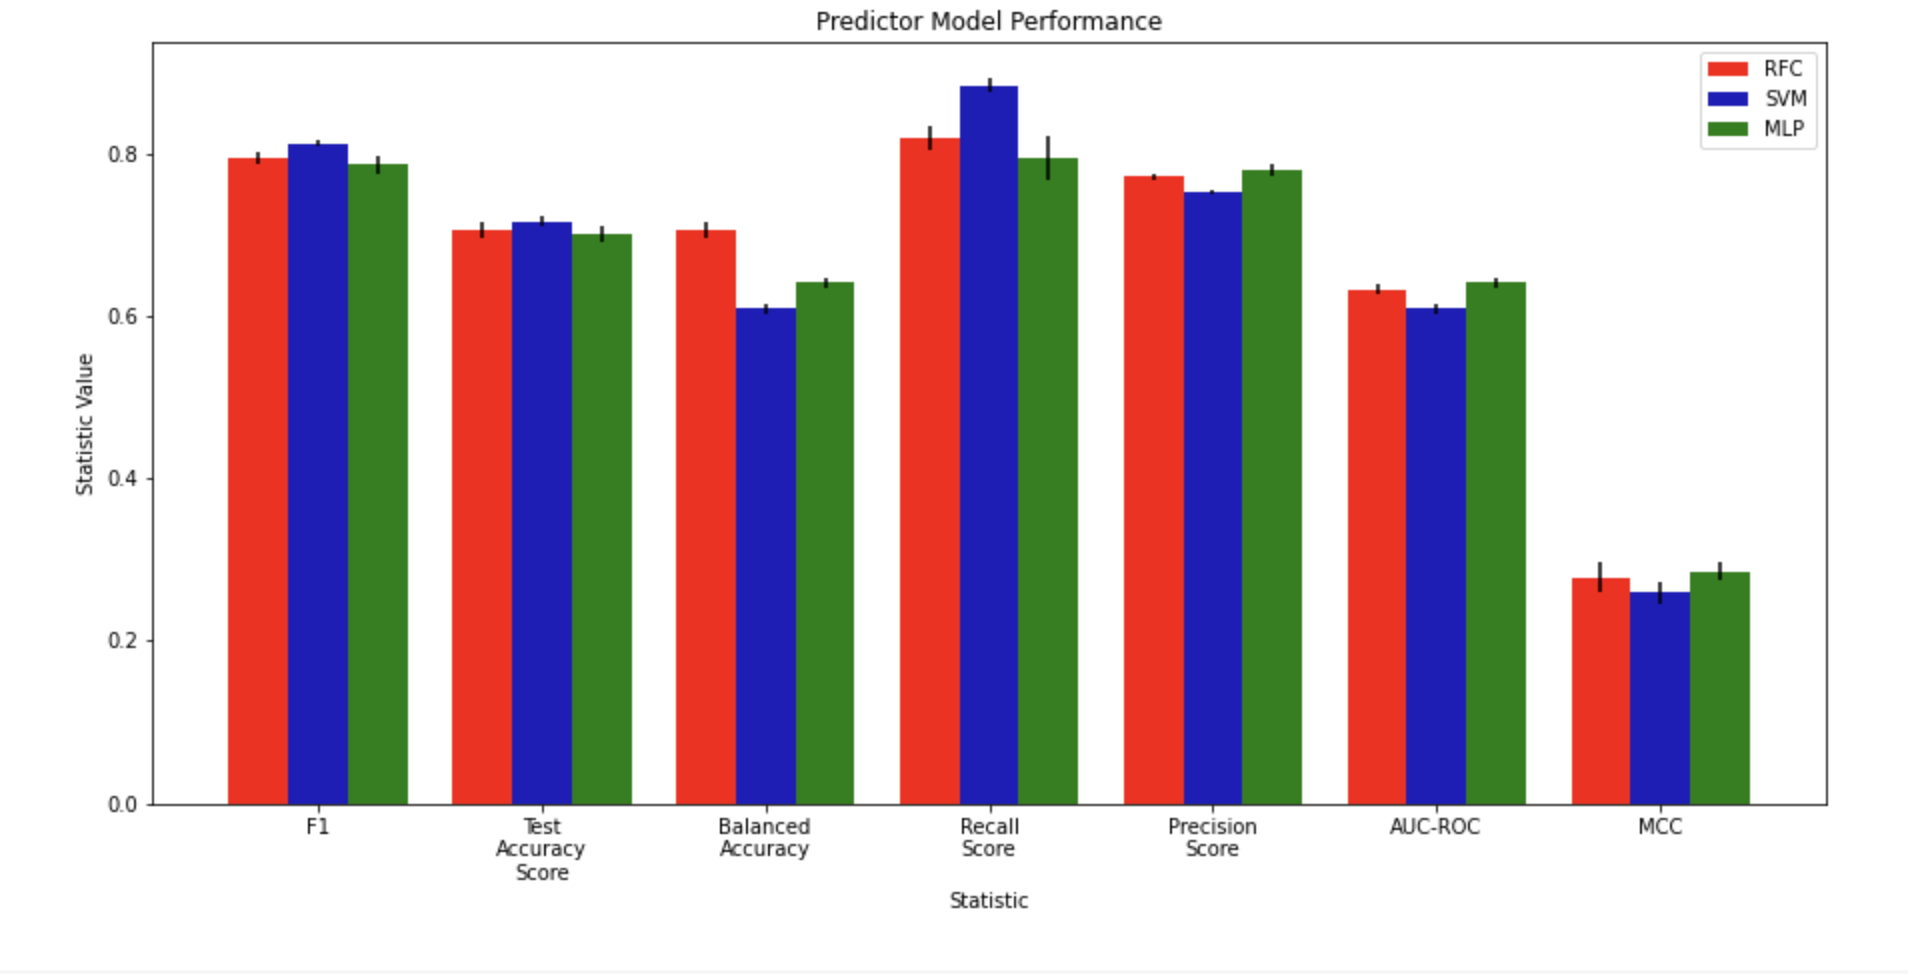 Predictor Model Performance
RFC
SVM
MLP
Statistic Value
0.8
0.6
0.4
0.2
0.0
F1
Test
Accuracy
Score
Balanced
Accuracy
Recall
Score
Precision
Score
AUC-ROC
MCC
Statistic